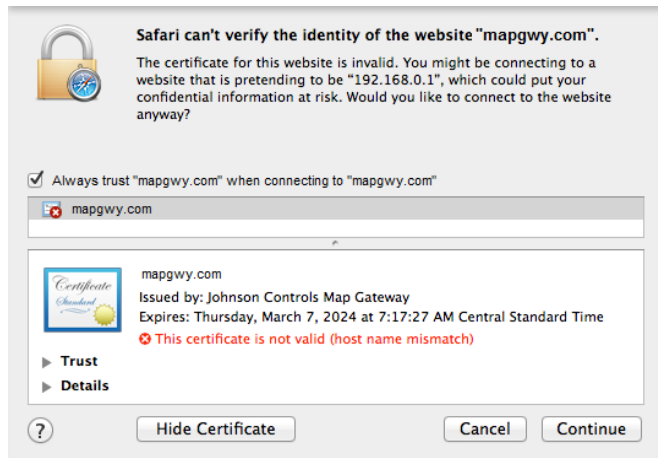 Safari can't verify the identity of the website "mapgwy.com".
The certificate for this website is invalid. You might be connecting to a
website that is pretending to be “192.168.0.1”, which could put your
confidential information at risk. Would you like to connect to the website
anyway?
Always trust "mapgwy.com" when connecting to "mapgwy.com"
mapgwy.com
Certificate
Standard
mapgwy.com
Issued by: Johnson Controls Map Gateway
Expires: Thursday, March 7, 2024 at 7:17:27 AM Central Standard Time
This certificate is not valid (host name mismatch)
Trust
Details
?
Hide Certificate
Cancel
Continue